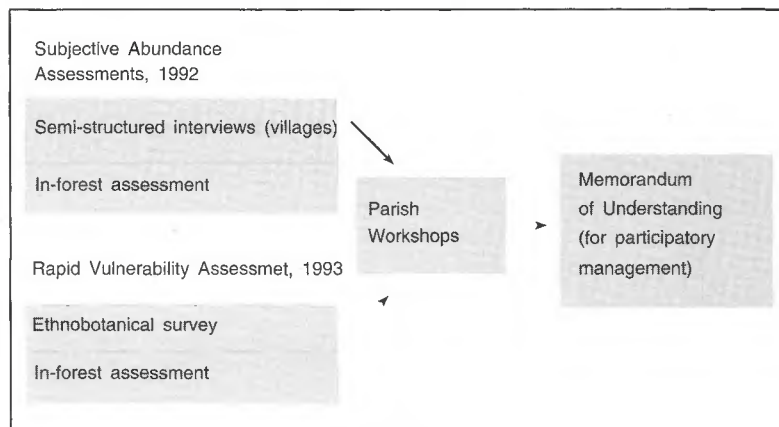 Subjective Abundance
Assessments, 1992
Semi-structured interviews (villages)
In-forest assessment
Rapid Vulnerability Assessmet, 1993
Ethnobotanical survey
In-forest assessment
Parish
Workshops
Memorandum
of Understanding
(for participatory
management)